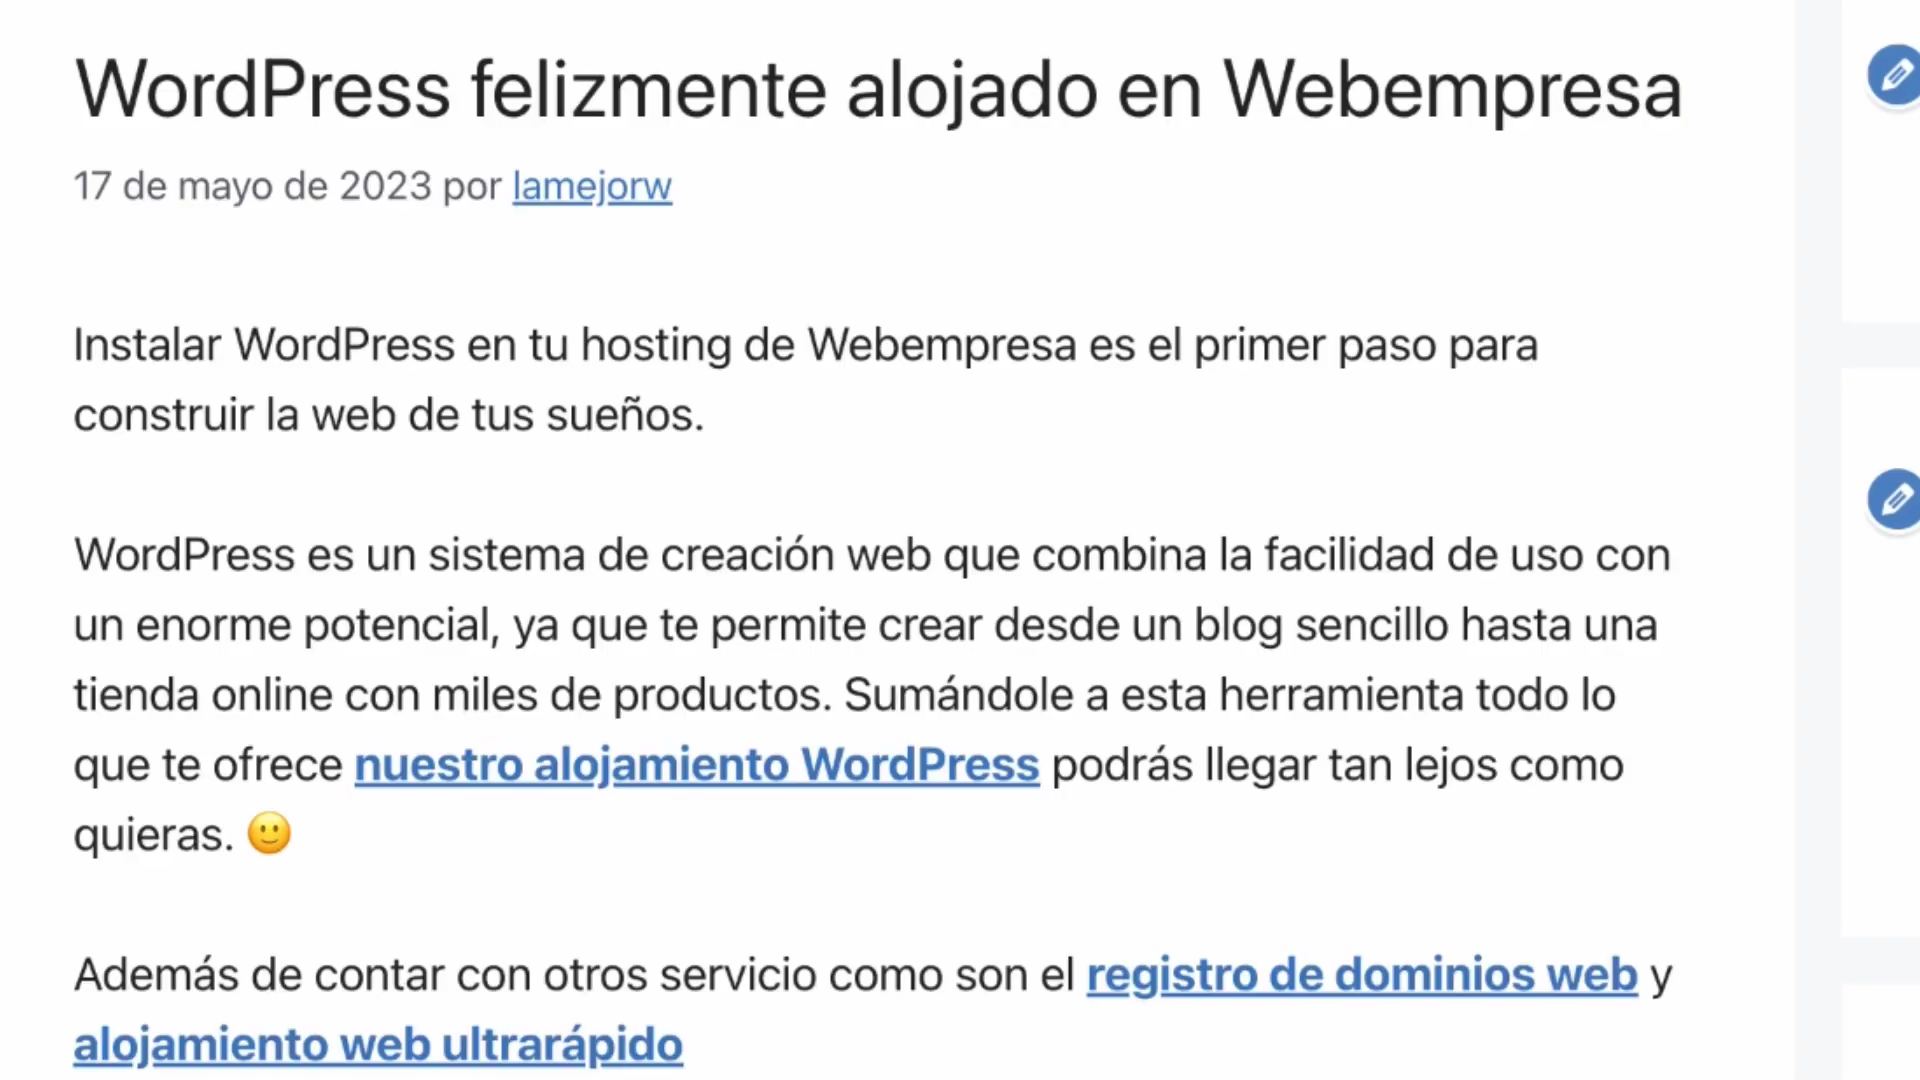 WordPress felizmente alojado en Webempresa
17 de mayo de 2023 por lamejorw
Instalar WordPress en tu hosting de Webempresa es el primer paso para
construir la web de tus sueños.
WordPress es un sistema de creación web que combina la facilidad de uso con
un enorme potencial, ya que te permite crear desde un blog sencillo hasta una
tienda online con miles de productos. Sumándole a esta herramienta todo lo
que te ofrece nuestro alojamiento WordPress podrás llegar tan lejos como
quieras. 🙂
Además de contar con otros servicio como son el registro de dominios web y
alojamiento web ultrarápido